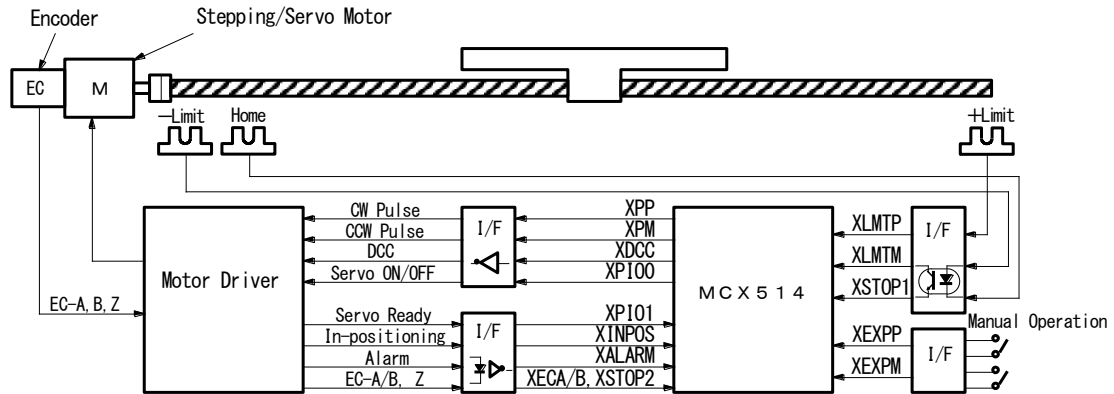 Encoder
Stepping/Servo Motor
EC
M
−Limit
Home
+Limit
CW Pulse
CCW Pulse
DCC
Servo ON/OFF
I/F
XPP
XPM
XDCC
XPIO0
XLMTP
XLMTM
XSTOP1
I/F
Motor Driver
MCX514
EC-A,B,Z
Servo Ready
In-positioning
Alarm
EC-A/B, Z
I/F
XPIO1
XINPOS
XALARM
XECA/B,XSTOP2
XEXPP
XEXPM
I/F
Manual Operation